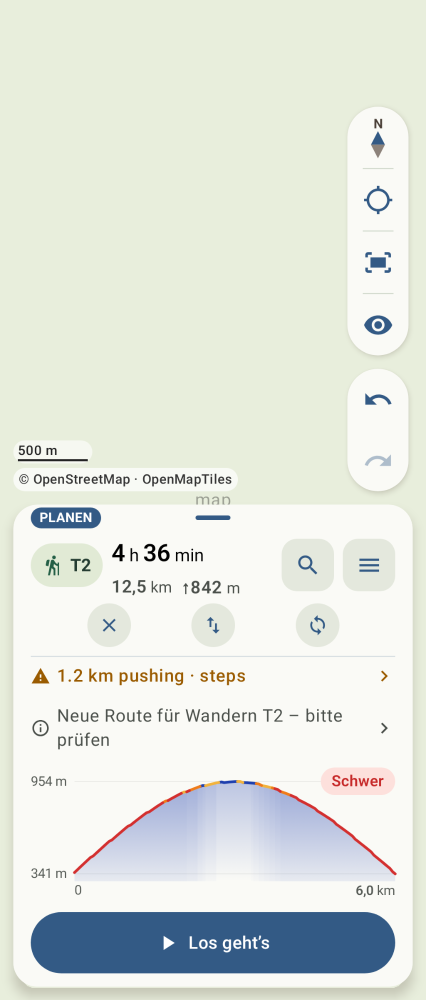 N
500 m
© OpenStreetMap · OpenMapTiles
map
PLANEN
T2
4 h 36 min
12,5 km ↑842 m
1.2 km pushing · steps
Neue Route für Wandern T2 – bitte
prüfen
954 m
Schwer
341 m
0
6,0 km
Los geht's